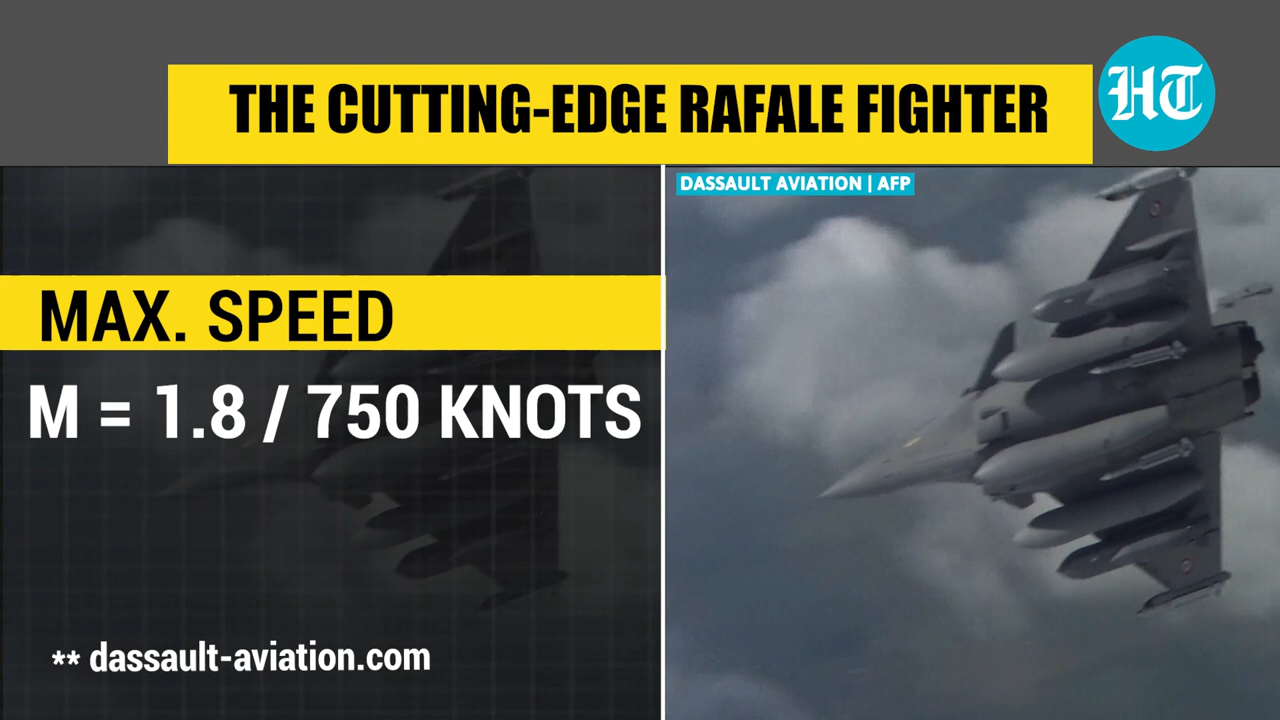 THE CUTTING-EDGE RAFALE FIGHTER
HT
DASSAULT AVIATION | AFP
MAX. SPEED
M = 1.8 / 750 KNOTS
** dassault-aviation.com